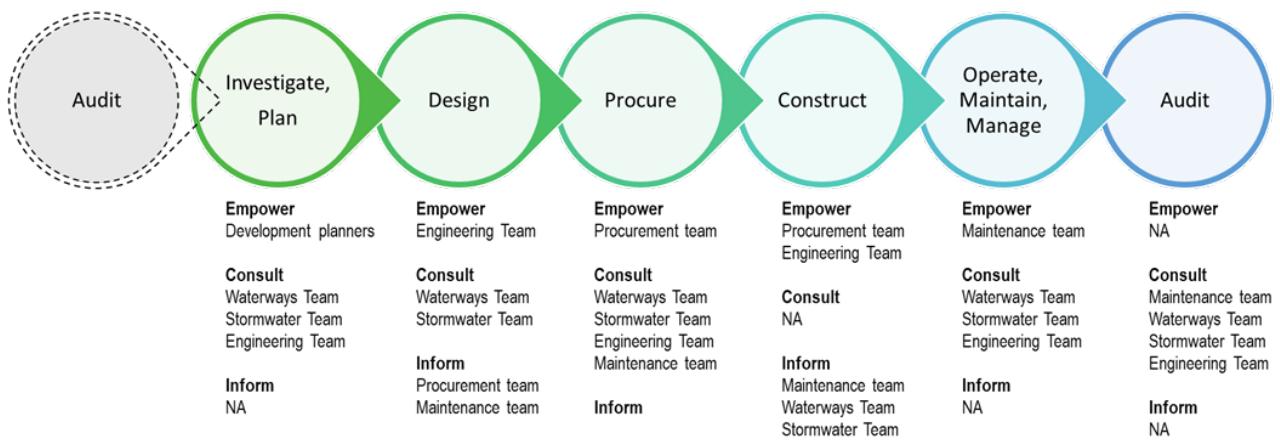 Audit
Investigate,
Plan
Design
Procure
Construct
Operate,
Maintain,
Manage
Audit
Empower
Development planners
Consult
Waterways Team
Stormwater Team
Engineering Team
Inform
NA
Empower
Engineering Team
Consult
Waterways Team
Stormwater Team
Inform
Procurement team
Maintenance team
Empower
Procurement team
Consult
Waterways Team
Stormwater Team
Engineering Team
Maintenance team
Inform
Empower
Procurement team
Engineering Team
Consult
NA
Inform
Maintenance team
Waterways Team
Stormwater Team
Empower
Maintenance team
Consult
Waterways Team
Stormwater Team
Engineering Team
Inform
NA
Empower
NA
Consult
Maintenance team
Waterways Team
Stormwater Team
Engineering Team
Inform
NA